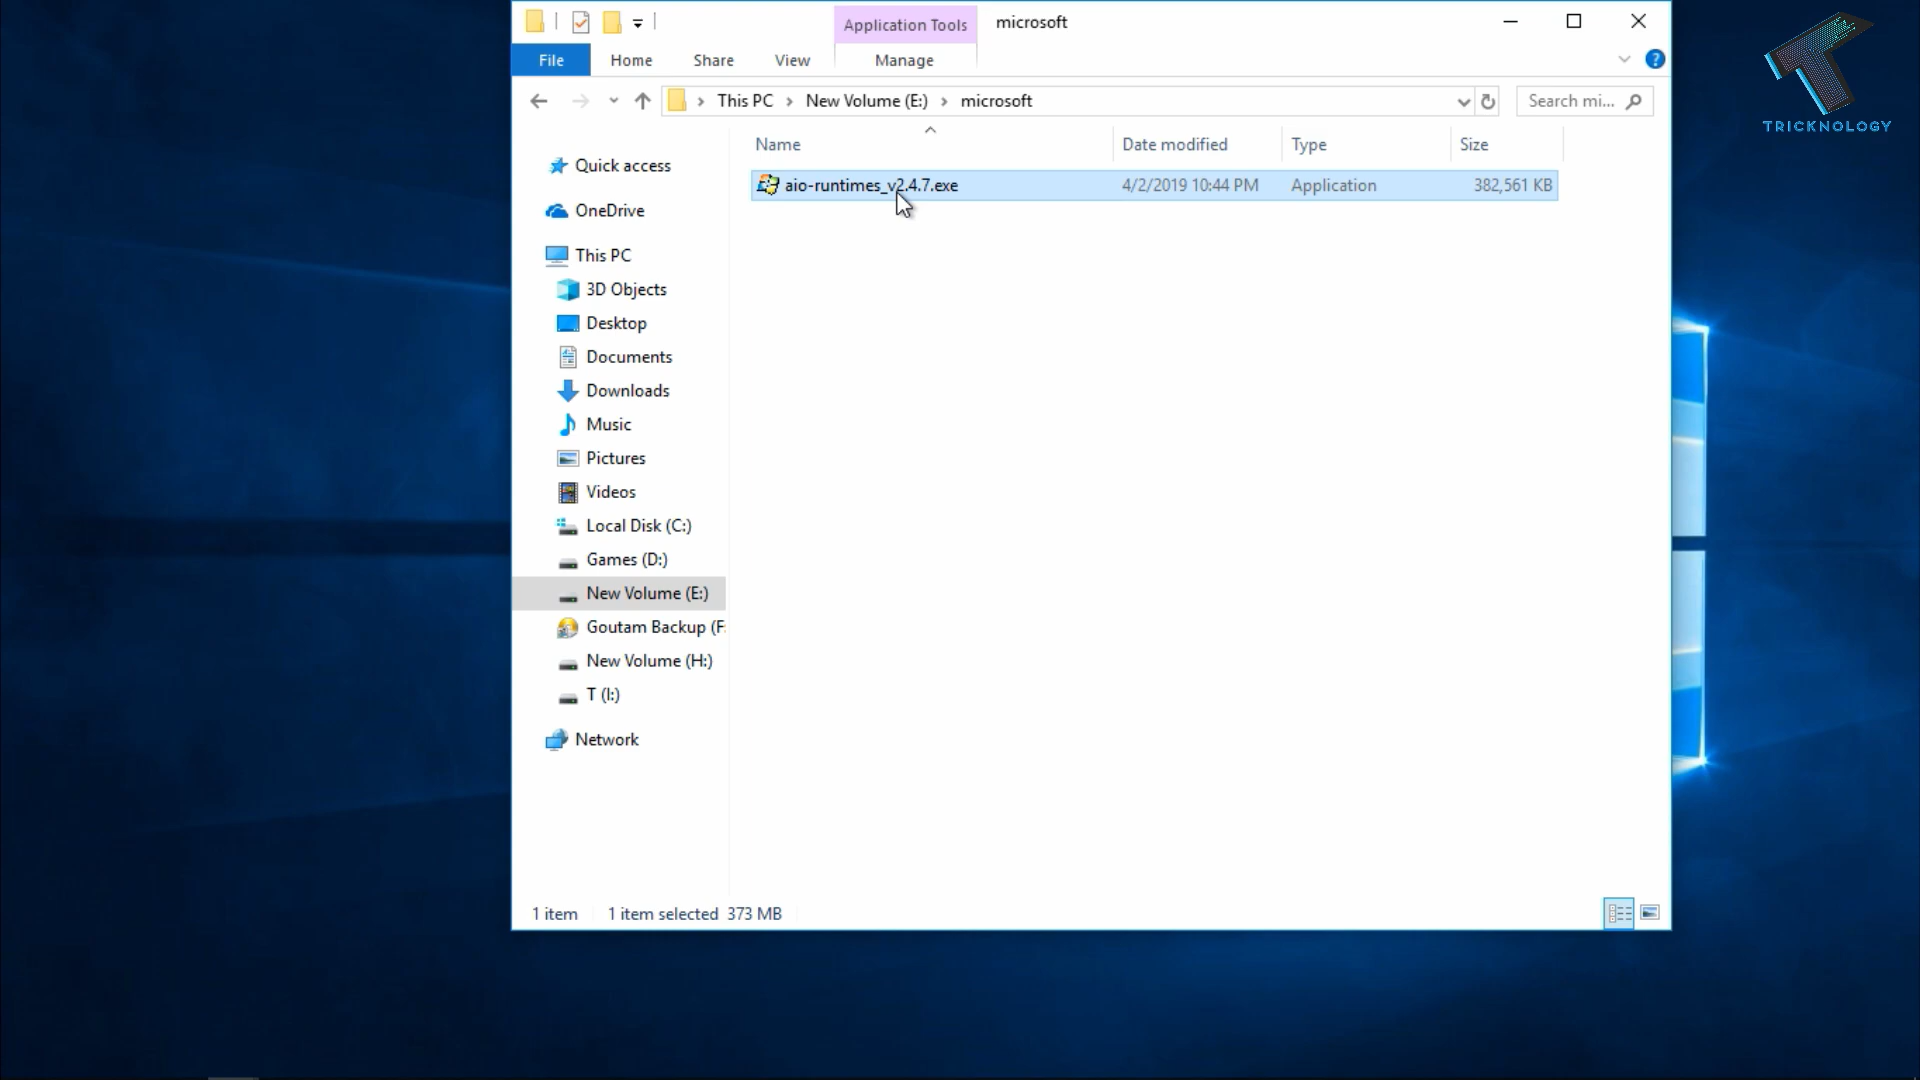 Application Tools microsoft
File Home Share View Manage
This PC New Volume (E:) microsoft Search mi...
TRICKNOLOGY
Name Date modified Type Size
aio-runtimes_v2.4.7.exe 4/2/2019 10:44 PM Application 382,561 KB
Quick access
OneDrive
This PC
3D Objects
Desktop
Documents
Downloads
Music
Pictures
Videos
Local Disk (C:)
Games (D:)
New Volume (E:)
Goutam Backup (F:
New Volume (H:)
T (I:)
Network
1 item 1 item selected 373 MB